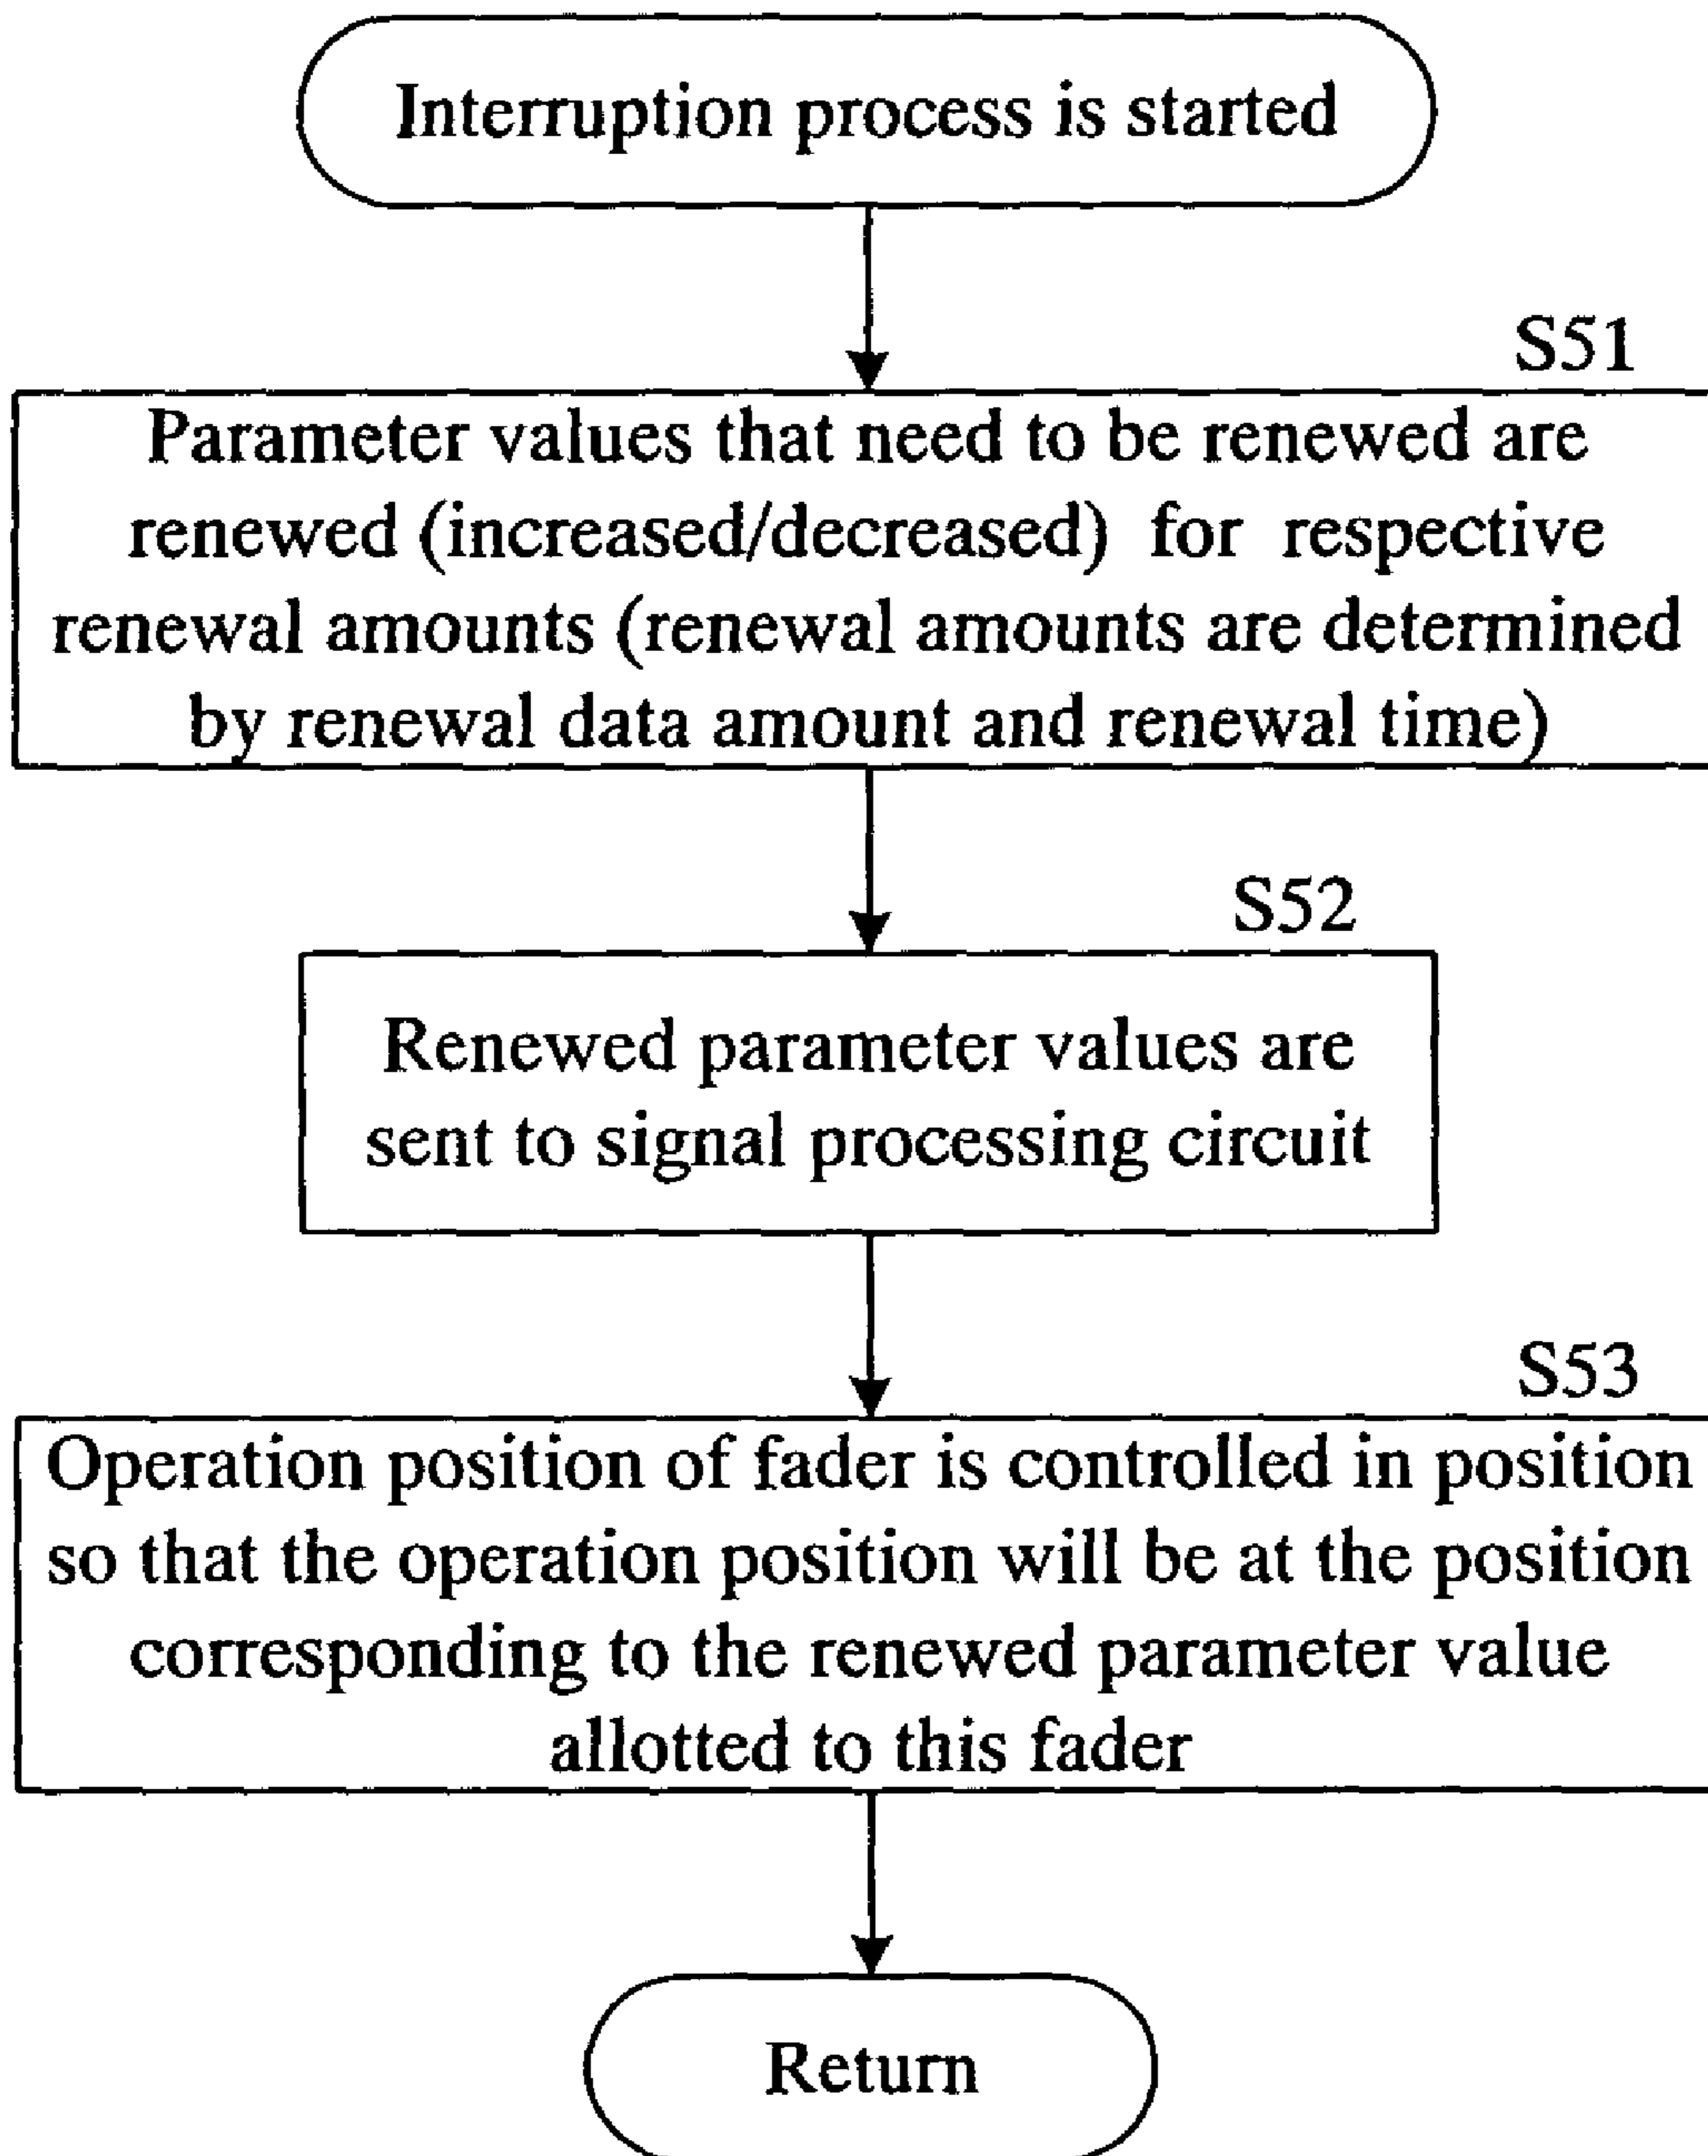 Interruption process is started
S51
Parameter values that need to be renewed are
renewed (increased/decreased) for respective
renewal amounts (renewal amounts are determined
by renewal data amount and renewal time)
S52
Renewed parameter values are
sent to signal processing circuit
S53
Operation position of fader is controlled in position
so that the operation position will be at the position
corresponding to the renewed parameter value
allotted to this fader
Return